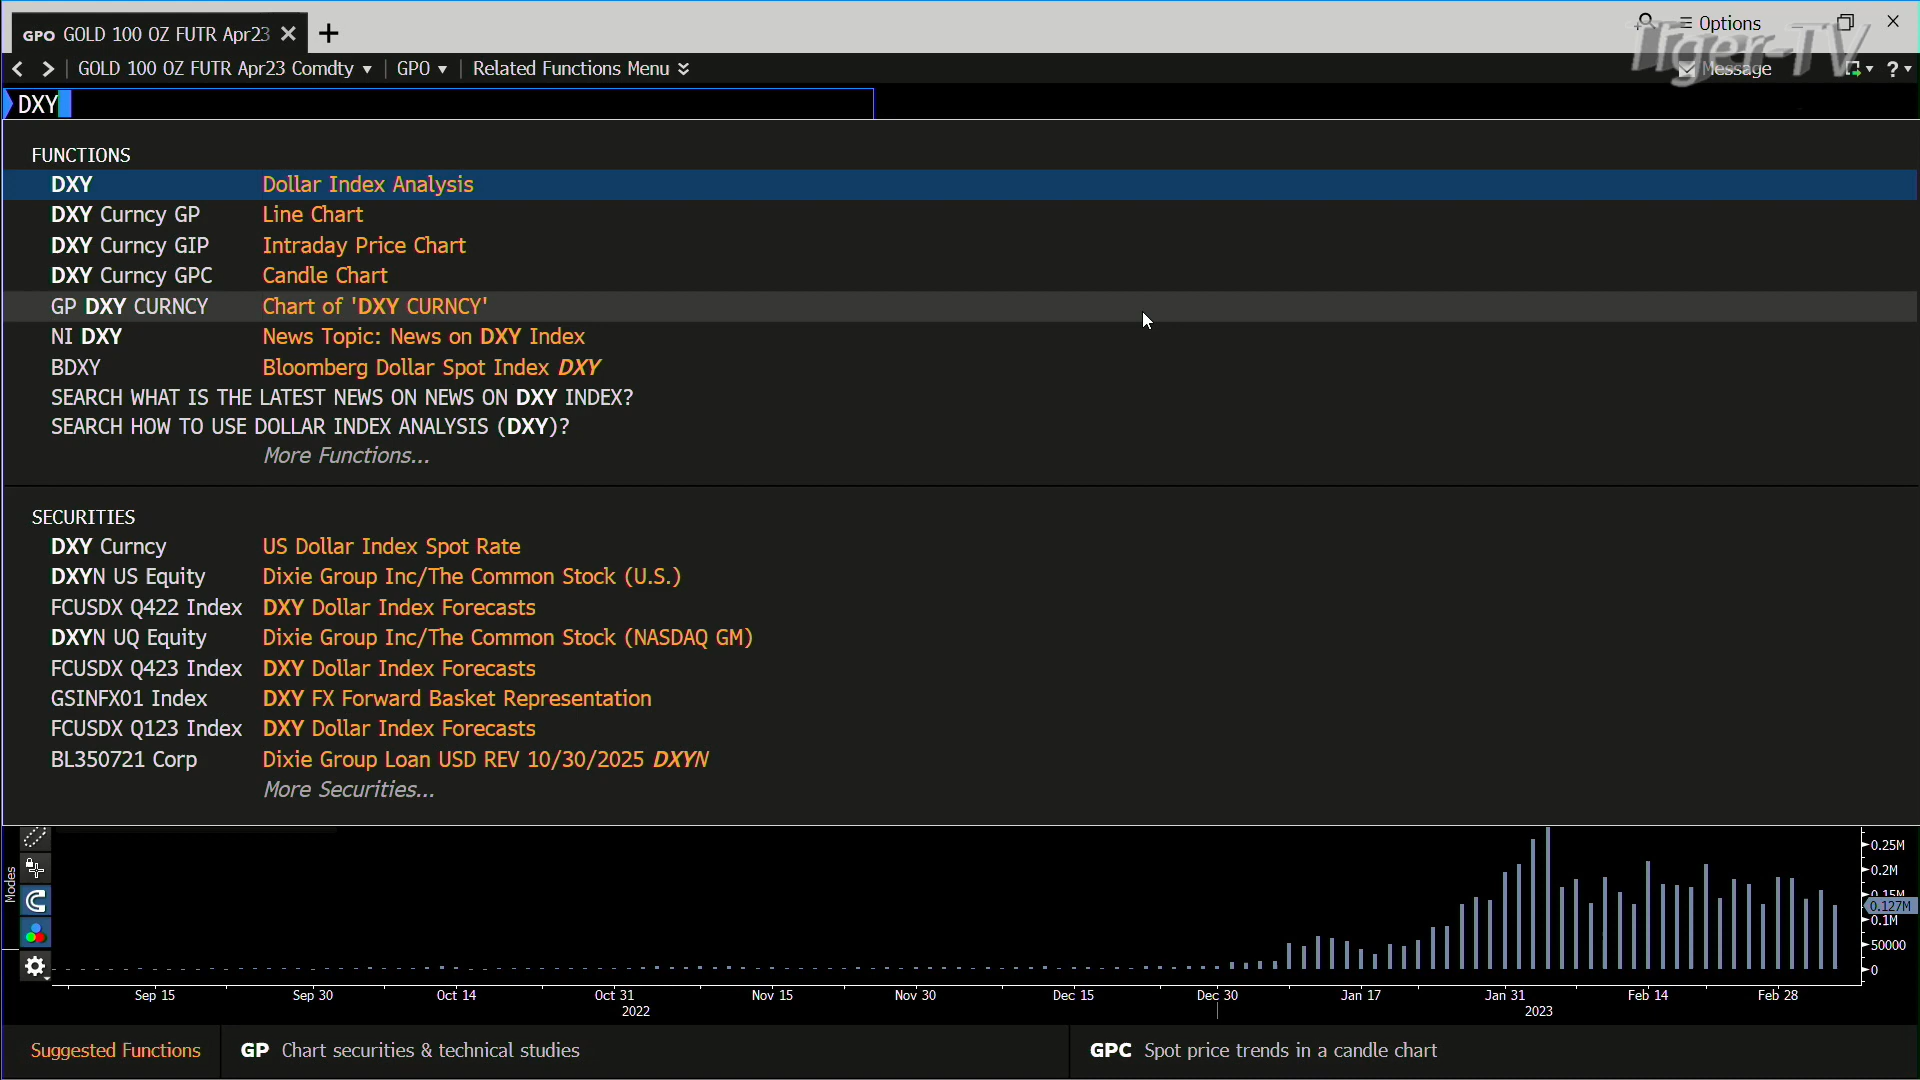 GPO GOLD 100 OZ FUTR Apr23
Options
Tiger-TV
GOLD 100 OZ FUTR Apr23 Comdty GPO Related Functions Menu
Message ?
DXY
FUNCTIONS
DXY Dollar Index Analysis
DXY Curncy GP Line Chart
DXY Curncy GIP Intraday Price Chart
DXY Curncy GPC Candle Chart
GP DXY CURNCY Chart of 'DXY CURNCY'
NI DXY News Topic: News on DXY Index
BDXY Bloomberg Dollar Spot Index DXY
SEARCH WHAT IS THE LATEST NEWS ON NEWS ON DXY INDEX?
SEARCH HOW TO USE DOLLAR INDEX ANALYSIS (DXY)?
More Functions...
SECURITIES
DXY Curncy US Dollar Index Spot Rate
DXYN US Equity Dixie Group Inc/The Common Stock (U.S.)
FCUSDX Q422 Index DXY Dollar Index Forecasts
DXYN UQ Equity Dixie Group Inc/The Common Stock (NASDAQ GM)
FCUSDX Q423 Index DXY Dollar Index Forecasts
GSINFX01 Index DXY FX Forward Basket Representation
FCUSDX Q123 Index DXY Dollar Index Forecasts
BL350721 Corp Dixie Group Loan USD REV 10/30/2025 DXYN
More Securities...
Modes
0.25M
0.2M
0.15M
0.127M
0.1M
50000
0
Sep 15 Sep 30 Oct 14 Oct 31 Nov 15 Nov 30 Dec 15 Dec 30 Jan 17 Jan 31 Feb 14 Feb 28
2022 2023
Suggested Functions GP Chart securities & technical studies GPC Spot price trends in a candle chart